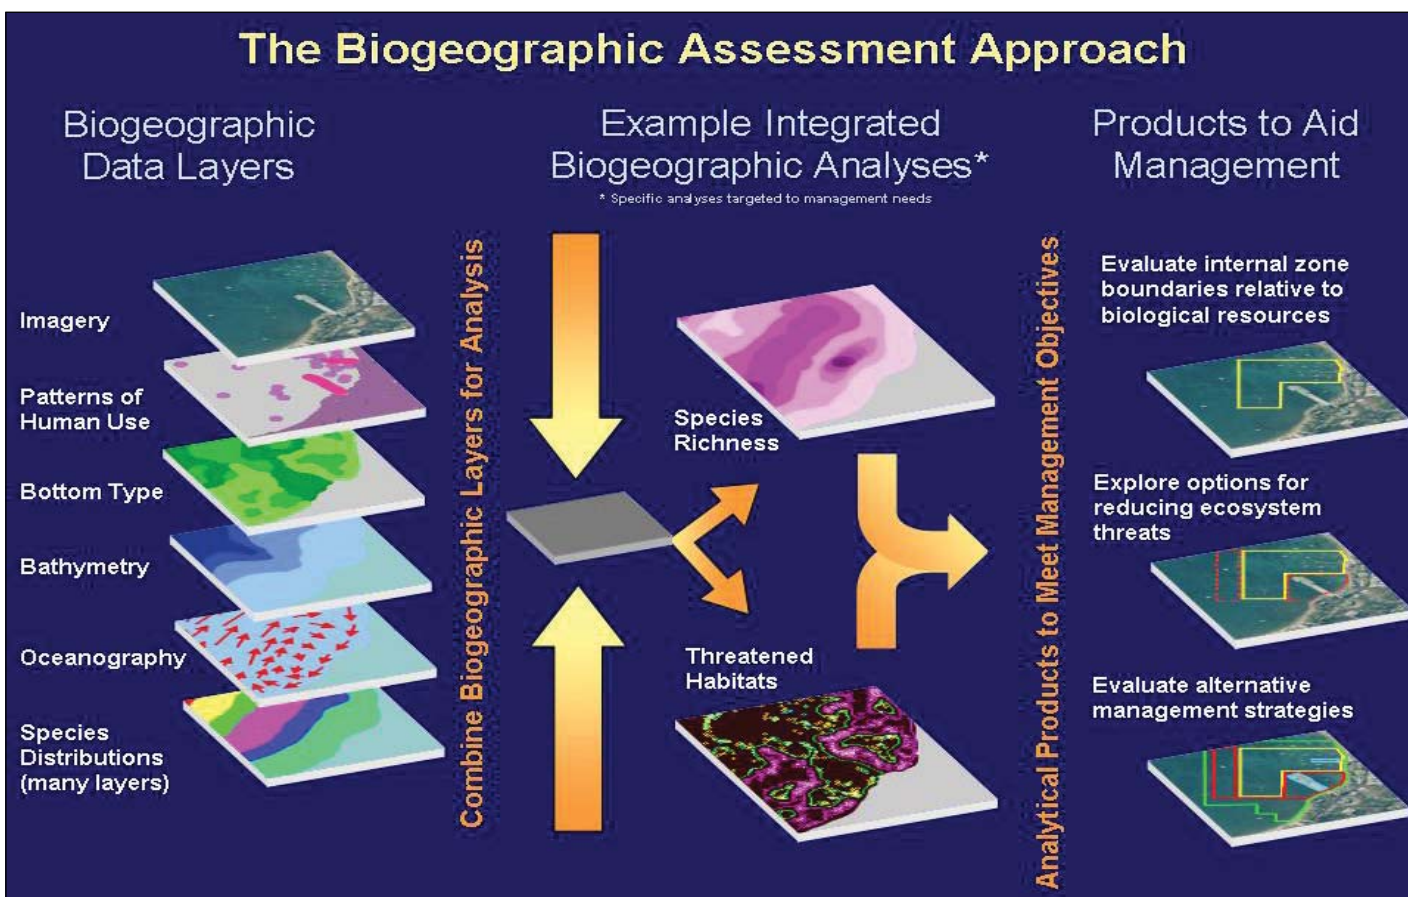 The Biogeographic Assessment Approach
Biogeographic
Data Layers
Example Integrated
Biogeographic Analyses*
* Specific analyses targeted to management needs
Products to Aid
Management
Imagery
Patterns of
Human Use
Bottom Type
Bathymetry
Oceanography
Species
Distributions
(many layers)
Combine Biogeographic Layers for Analysis
Species
Richness
Threatened
Habitats
Analytical Products to Meet Management Objectives
Evaluate internal zone
boundaries relative to
biological resources
Explore options for
reducing ecosystem
threats
Evaluate alternative
management strategies